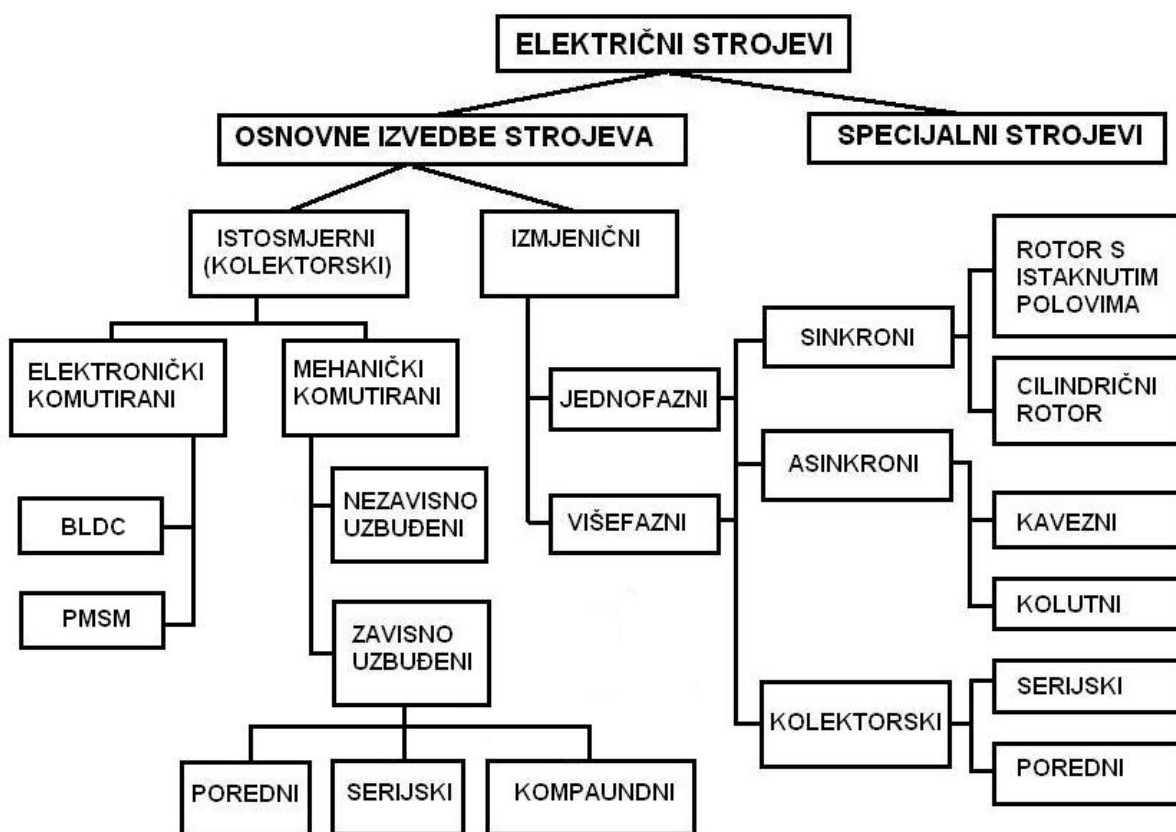 ELEKTRIČNI STROJEVI
OSNOVNE IZVEDBE STROJEVA
SPECIJALNI STROJEVI
ISTOSMJERNI
(KOLEKTORSKI)
IZMJENIČNI
ELEKTRONIČKI
KOMUTIRANI
MEHANIČKI
KOMUTIRANI
BLDC
PMSM
NEZAVISNO
UZBUĐENI
ZAVISNO
UZBUĐENI
POREDNI
SERIJSKI
KOMPAUNDNI
JEDNOFAZNI
VIŠEFAZNI
SINKRONI
ROTOR S
ISTAKNUTIM
POLOVIMA
CILINDRIČNI
ROTOR
ASINKRONI
KAVEZNI
KOLUTNI
KOLEKTORSKI
SERIJSKI
POREDNI